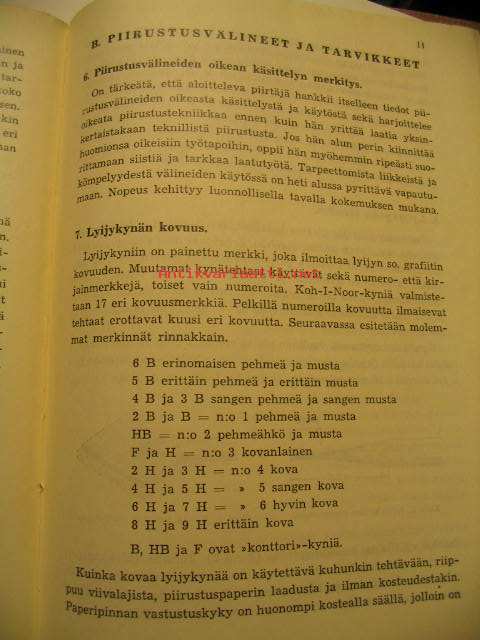 11
B. PIIRUSTUSVÄLINEET JA TARVIKKEET
6. Piirustusvälineiden oikean käsittelyn merkitys.
On tärkeätä, että aloitteleva piirtäjä hankkii itselleen tiedot pii-
rustusvälineiden oikeasta käsittelystä ja käytöstä sekä harjoittelee
oikeata piirustustekniikkaa ennen kuin hän yrittää laatia yksin-
kertaistakaan teknillistä piirustusta. Jos hän alun perin kiinnittää
huomionsa oikeisiin työtapoihin, oppii hän myöhemmin ripeästi suo-
rittamaan siistiä ja tarkkaa laatutyötä. Tarpeettomista liikkeistä ja
kömpelyydestä välineiden käytössä on heti alussa pyrittävä vapautu-
maan. Nopeus kehittyy luonnollisella tavalla kokemuksen mukana.
7. Lyijykynän kovuus.
Lyijykyniin on painettu merkki, joka ilmoittaa lyijyn so. grafiitin
kovuuden. Muutamat kynätehtaat käyttävät sekä numero- että kir-
jainmerkkejä, toiset vain numeroita. Koh-I-Noor-kyniä valmiste-
taan 17 eri kovuusmerkkiä. Pelkillä numeroilla kovuutta ilmaisevat
tehtaat erottavat kuusi eri kovuutta. Seuraavassa esitetään molem-
mat merkinnät rinnakkain.
6 B erinomaisen pehmeä ja musta
5 B erittäin pehmeä ja erittäin musta
4 B ja 3 B sangen pehmeä ja sangen musta
2 B ja B = n:o 1 pehmeä ja musta
HB = n:o 2 pehmeähkö ja musta
F ja H = n:o 3 kovanlainen
2 H ja 3 H = n:o 4 kova
4 H ja 5 H = » 5 sangen kova
6 H ja 7 H = » 6 hyvin kova
8 H ja 9 H erittäin kova
B, HB ja F ovat »konttori»-kyniä.
Kuinka kovaa lyijykynää on käytettävä kuhunkin tehtävään, riip-
puu viivalajista, piirustuspaperin laadusta ja ilman kosteudestakin.
Paperipinnan vastustuskyky on huonompi kostealla säällä, jolloin on